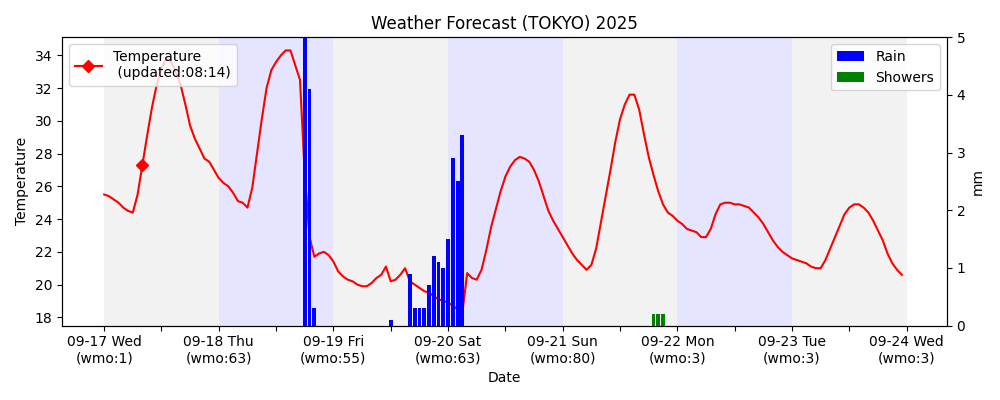 Weather Forecast (TOKYO) 2025
Temperature
(updated:08:14)
Rain
Showers
34
32
30
28
26
24
22
20
18
Temperature
5
4
3
2
1
0
mm
09-17 Wed
(wmo:1)
09-18 Thu
(wmo:63)
09-19 Fri
(wmo:55)
09-20 Sat
(wmo:63)
09-21 Sun
(wmo:80)
09-22 Mon
(wmo:3)
09-23 Tue
(wmo:3)
09-24 Wed
(wmo:3)
Date